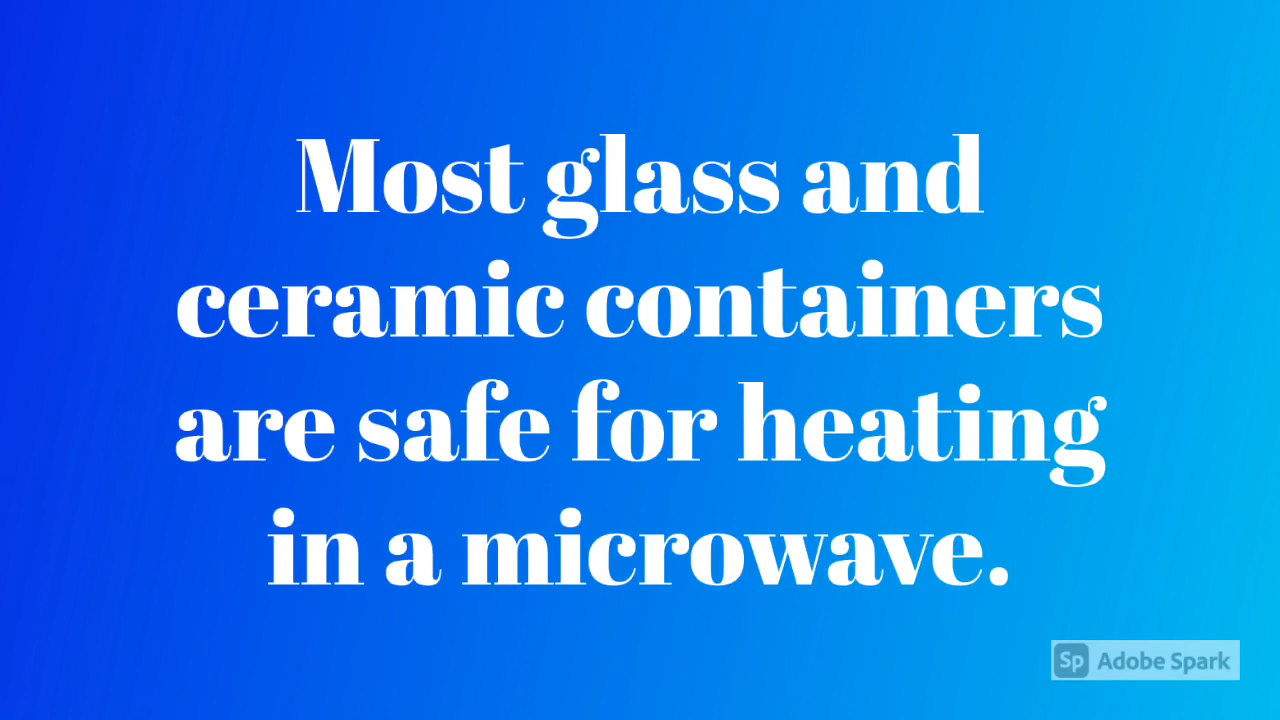 Most glass and
ceramic containers
are safe for heating
in a microwave.
Sp Adobe Spark